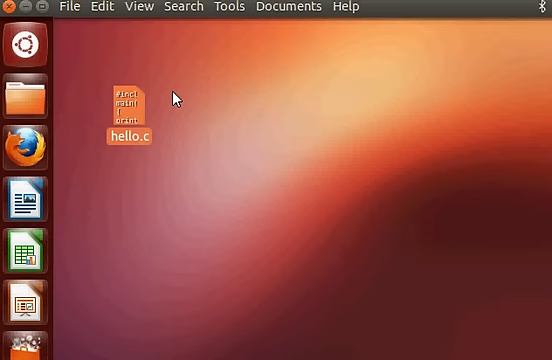 File Edit View Search Tools Documents Help
#incl
main(
{
print
hello.c